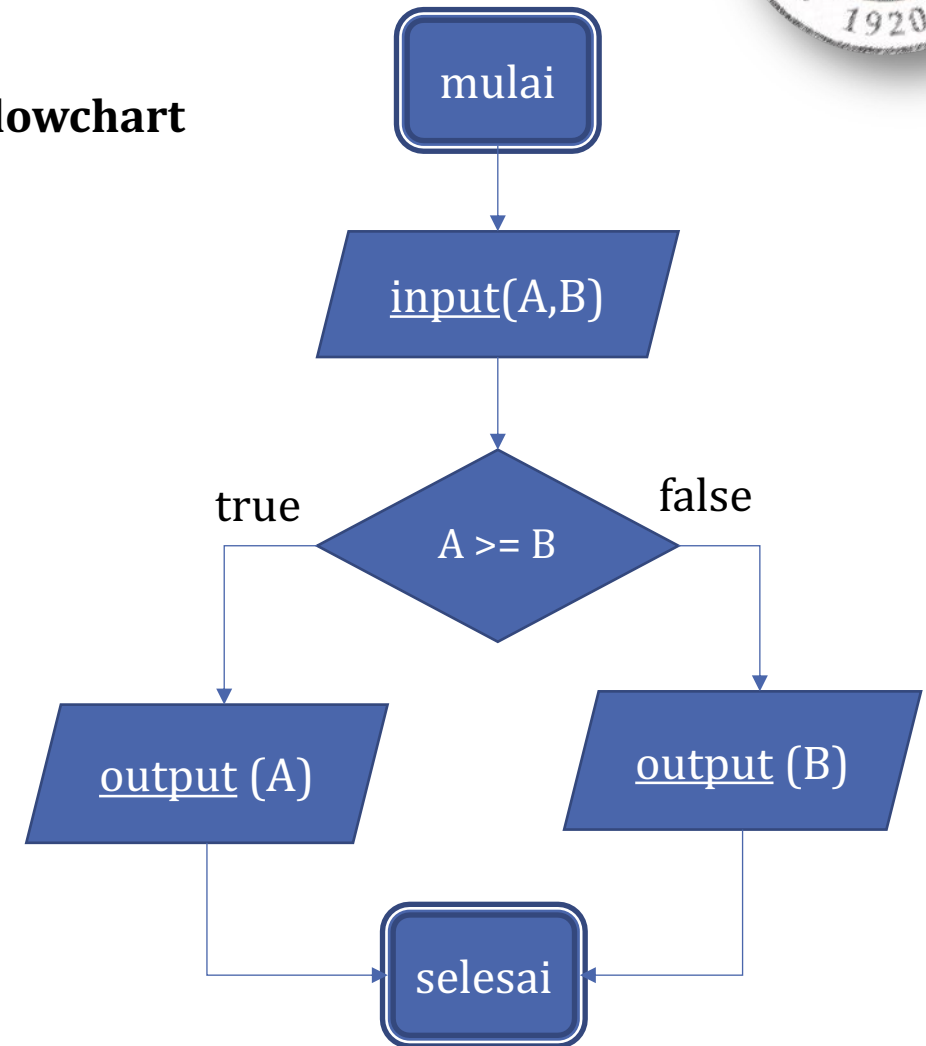 1920
lowchart
mulai
input(A,B)
true
false
A >= B
output (A)
output (B)
selesai